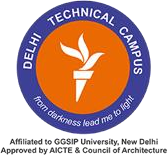 DELHI TECHNICAL CAMPUS
from darkness lead me to light
Affiliated to GGSIP University, New Delhi
Approved by AICTE & Council of Architecture